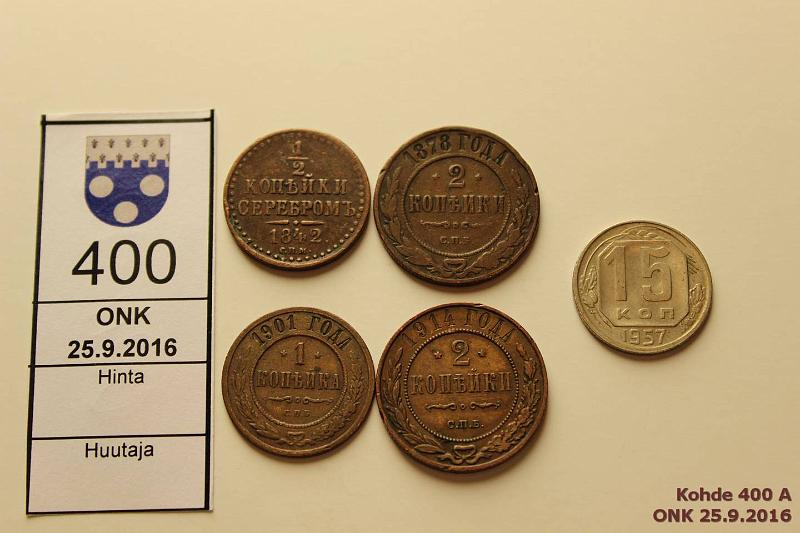 400
ONK
25.9.2016
Hinta
Huutaja
1/2
КОПѢЙКИ
СЕРЕБРОМЪ
1842
С.П.М.
1878 ГОДА
2
КОПѢЙКИ
С.П.Б.
1901 ГОДА
1
КОПѢЙКА
С.П.Б.
1914 ГОДА
2
КОПѢЙКИ
С.П.Б.
15
КОП
1957
Kohde 400 A
ONK 25.9.2016